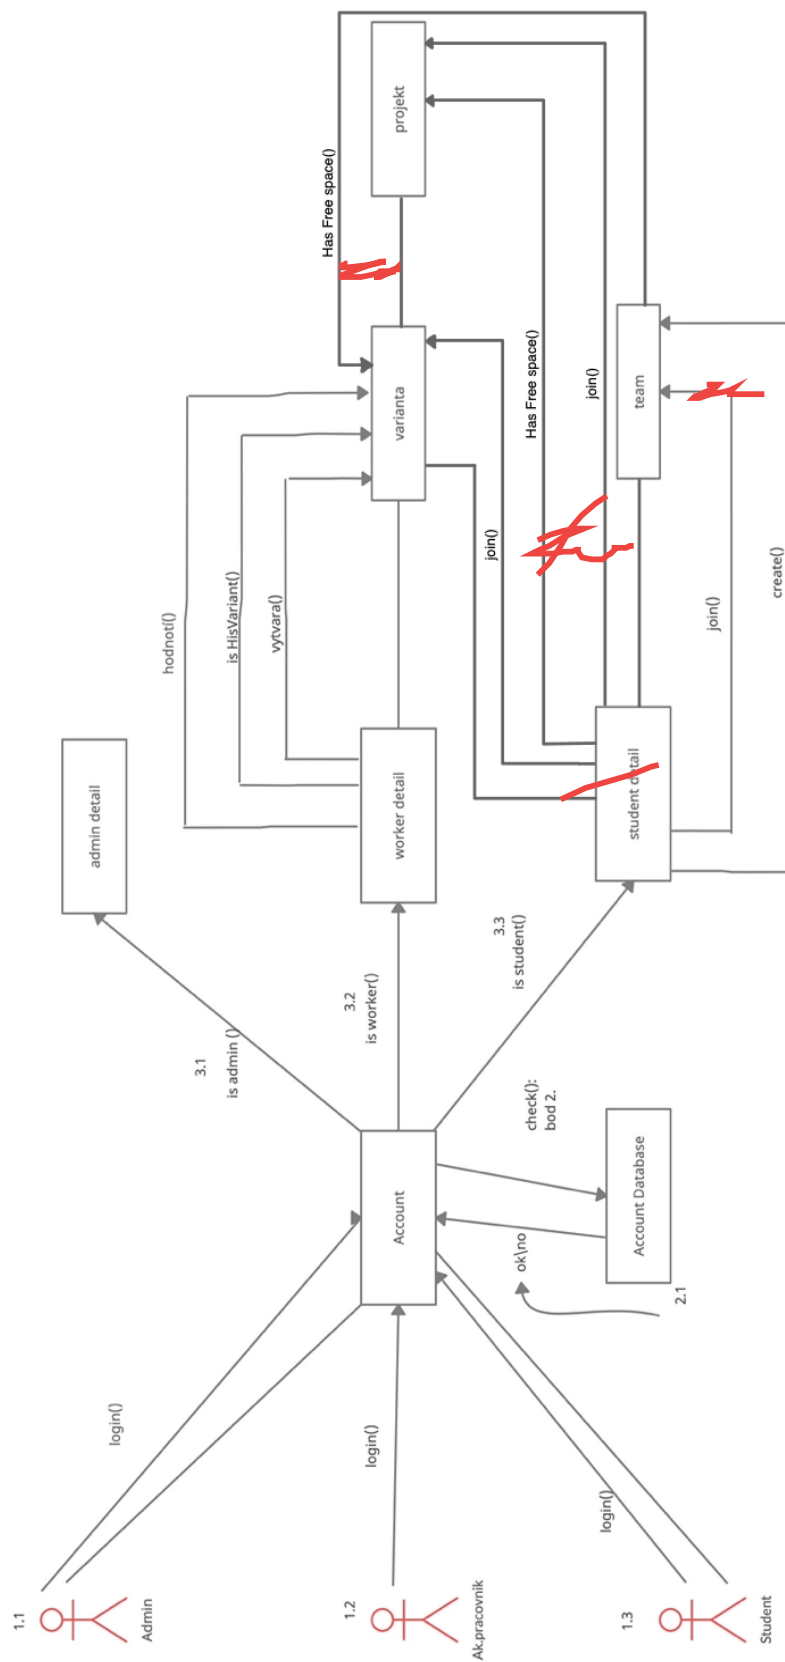 1.1
Admin
login()
1.2
Ak.pracovnik
login()
1.3
Student
login()
Account
check():
bod 2.
ok\no
2.1
Account Database
3.1
is admin ()
3.2
is worker()
3.3
is student()
admin detail
worker detail
student detail
hodnotí()
is HisVariant()
vytvara()
join()
Has Free space()
join()
join()
create()
varianta
team
Has Free space()
projekt